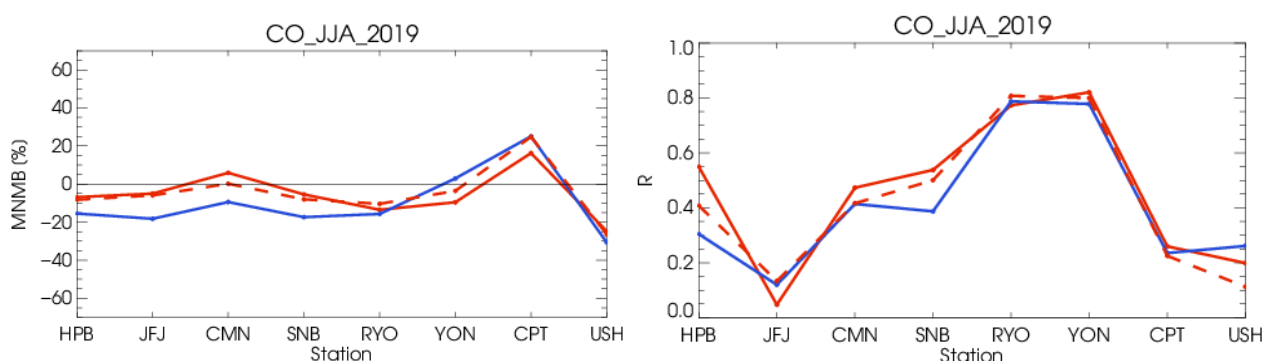 CO_JJA_2019
60
40
20
0
−20
−40
−60
MNMB (%)
HPB JFJ CMN SNB RYO YON CPT USH
Station
CO_JJA_2019
1.0
0.8
0.6
0.4
0.2
0.0
R
HPB JFJ CMN SNB RYO YON CPT USH
Station